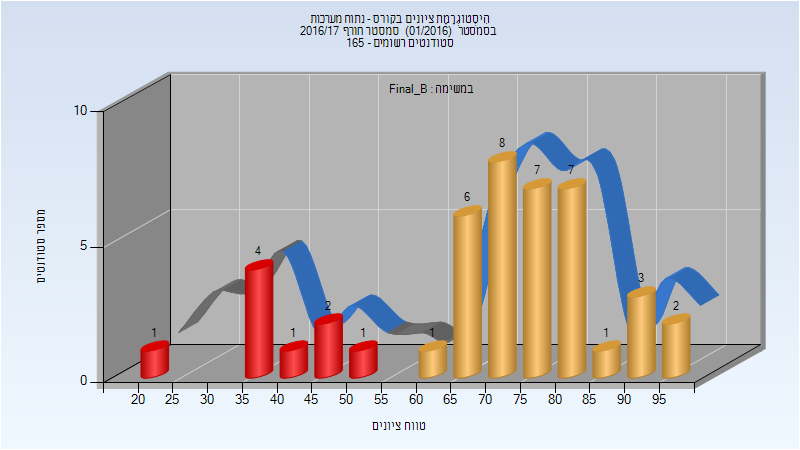 היסטוגרמת ציונים בקורס - נתוח מערכות
בסמסטר (01/2016) סמסטר חורף 2016/17
סטודנטים רשומים - 165
במשימה : Final_B
מספר סטודנטים
10
5
0
1
4
1
2
1
1
6
8
7
7
1
3
2
20 25 30 35 40 45 50 55 60 65 70 75 80 85 90 95
טווח ציונים